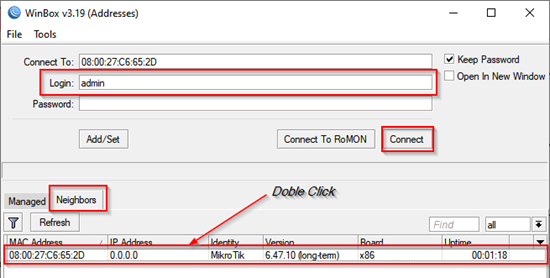 WinBox v3.19 (Addresses)
File Tools
Connect To: 08:00:27:C6:65:2D
Keep Password
Login: admin
Open In New Window
Password:
Add/Set Connect To RoMON Connect
Doble Click
Managed Neighbors
Refresh Find all
MAC Address IP Address Identity Version Board Uptime
08:00:27:C6:65:2D 0.0.0.0 MikroTik 6.47.10 (long-term) x86 00:01:18